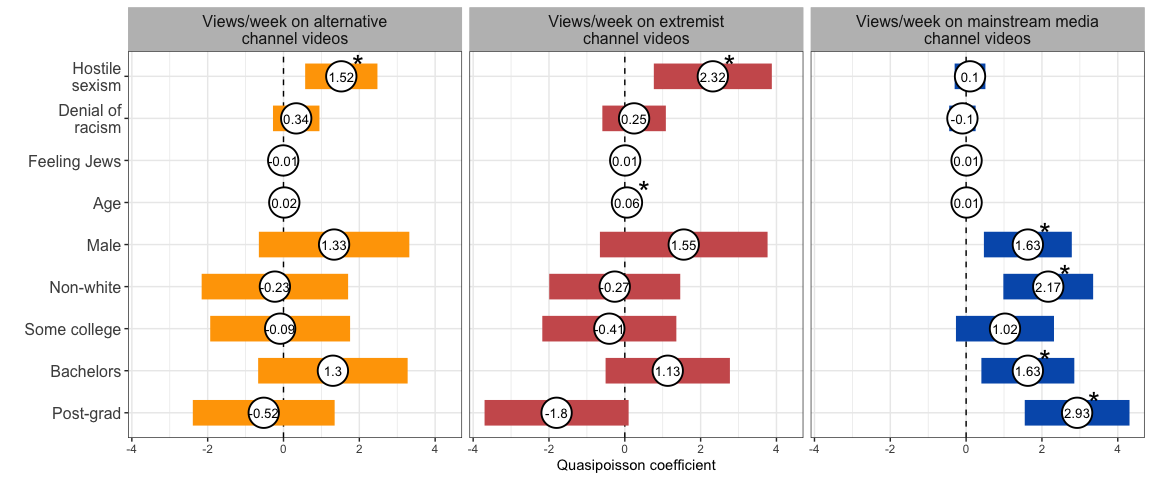 Views/week on alternative
channel videos
Views/week on extremist
channel videos
Views/week on mainstream media
channel videos
Hostile
sexism
1.52 *
2.32 *
0.1
Denial of
racism
0.34
0.25
-0.1
Feeling Jews
-0.01
0.01
0.01
Age
0.02
0.06 *
0.01
Male
1.33
1.55
1.63 *
Non-white
-0.23
-0.27
2.17 *
Some college
-0.09
-0.41
1.02
Bachelors
1.3
1.13
1.63 *
Post-grad
-0.52
-1.8
2.93 *
-4 -2 0 2 4
-4 -2 0 2 4
-4 -2 0 2 4
Quasipoisson coefficient